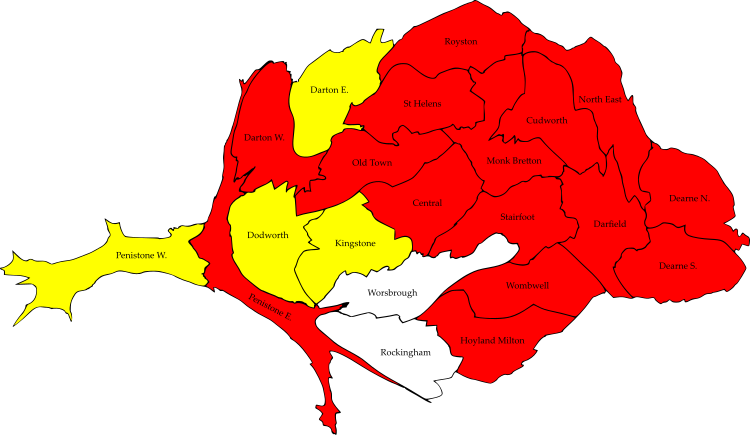 Royston
Darton E.
St Helens
North East
Cudworth
Darton W.
Old Town
Monk Bretton
Dearne N.
Central
Stairfoot
Darfield
Dodworth
Kingstone
Penistone W.
Dearne S.
Worsbrough
Wombwell
Penistone E.
Hoyland Milton
Rockingham